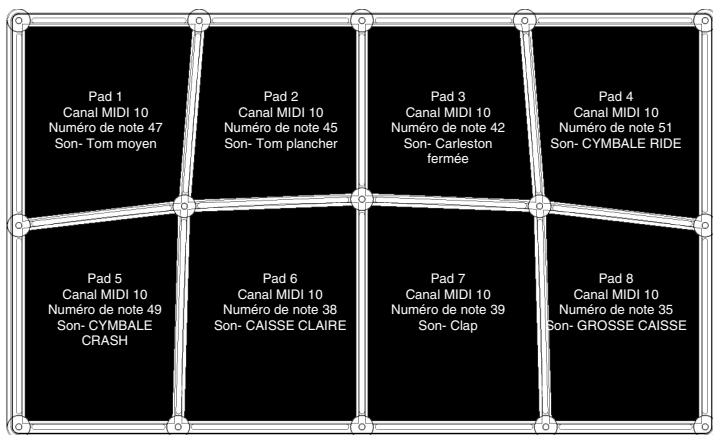 Pad 1
Canal MIDI 10
Numéro de note 47
Son- Tom moyen
Pad 2
Canal MIDI 10
Numéro de note 45
Son- Tom plancher
Pad 3
Canal MIDI 10
Numéro de note 42
Son- Carleston
fermée
Pad 4
Canal MIDI 10
Numéro de note 51
Son- CYMBALE RIDE
Pad 5
Canal MIDI 10
Numéro de note 49
Son- CYMBALE
CRASH
Pad 6
Canal MIDI 10
Numéro de note 38
Son- CAISSE CLAIRE
Pad 7
Canal MIDI 10
Numéro de note 39
Son- Clap
Pad 8
Canal MIDI 10
Numéro de note 35
Son- GROSSE CAISSE